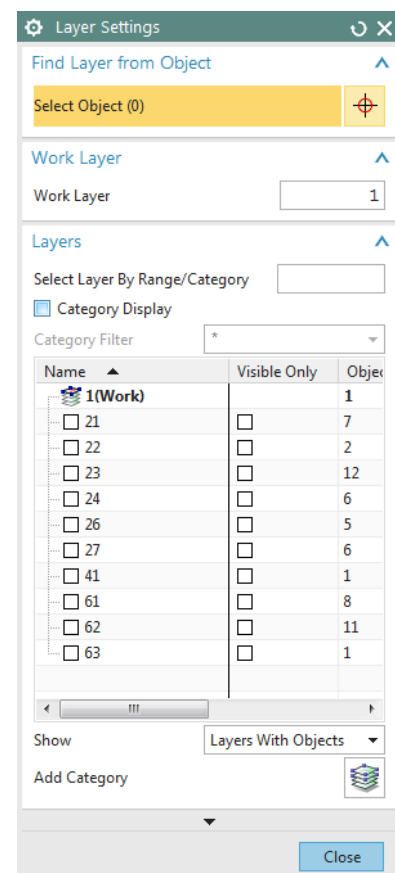 Layer Settings
Find Layer from Object
Select Object (0)
Work Layer
Work Layer 1
Layers
Select Layer By Range/Category
Category Display
Category Filter *
Name Visible Only Objec
1(Work) 1
21 7
22 2
23 12
24 6
26 5
27 6
41 1
61 8
62 11
63 1
Show Layers With Objects
Add Category
Close